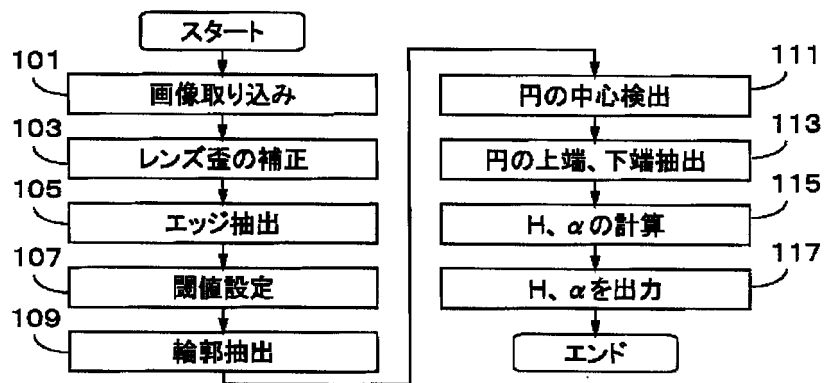 スタート
101
画像取り込み
103
レンズ歪の補正
105
エッジ抽出
107
閾値設定
109
輪郭抽出
111
円の中心検出
113
円の上端、下端抽出
115
H、αの計算
117
H、αを出力
エンド